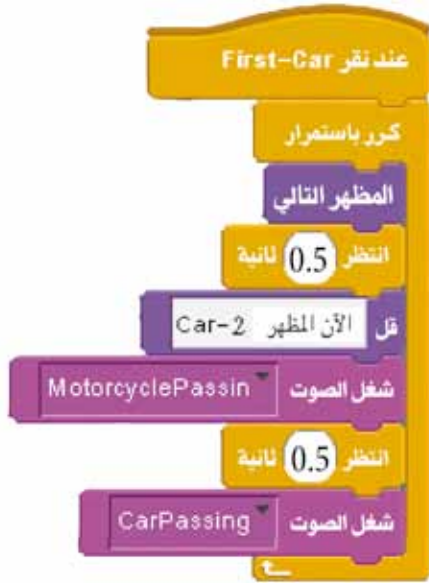 عند نقر First-Car
كرر باستمرار
المظهر التالي
انتظر 0.5 ثانية
قل الآن المظهر Car-2
شغل الصوت MotorcyclePassin
انتظر 0.5 ثانية
شغل الصوت CarPassing